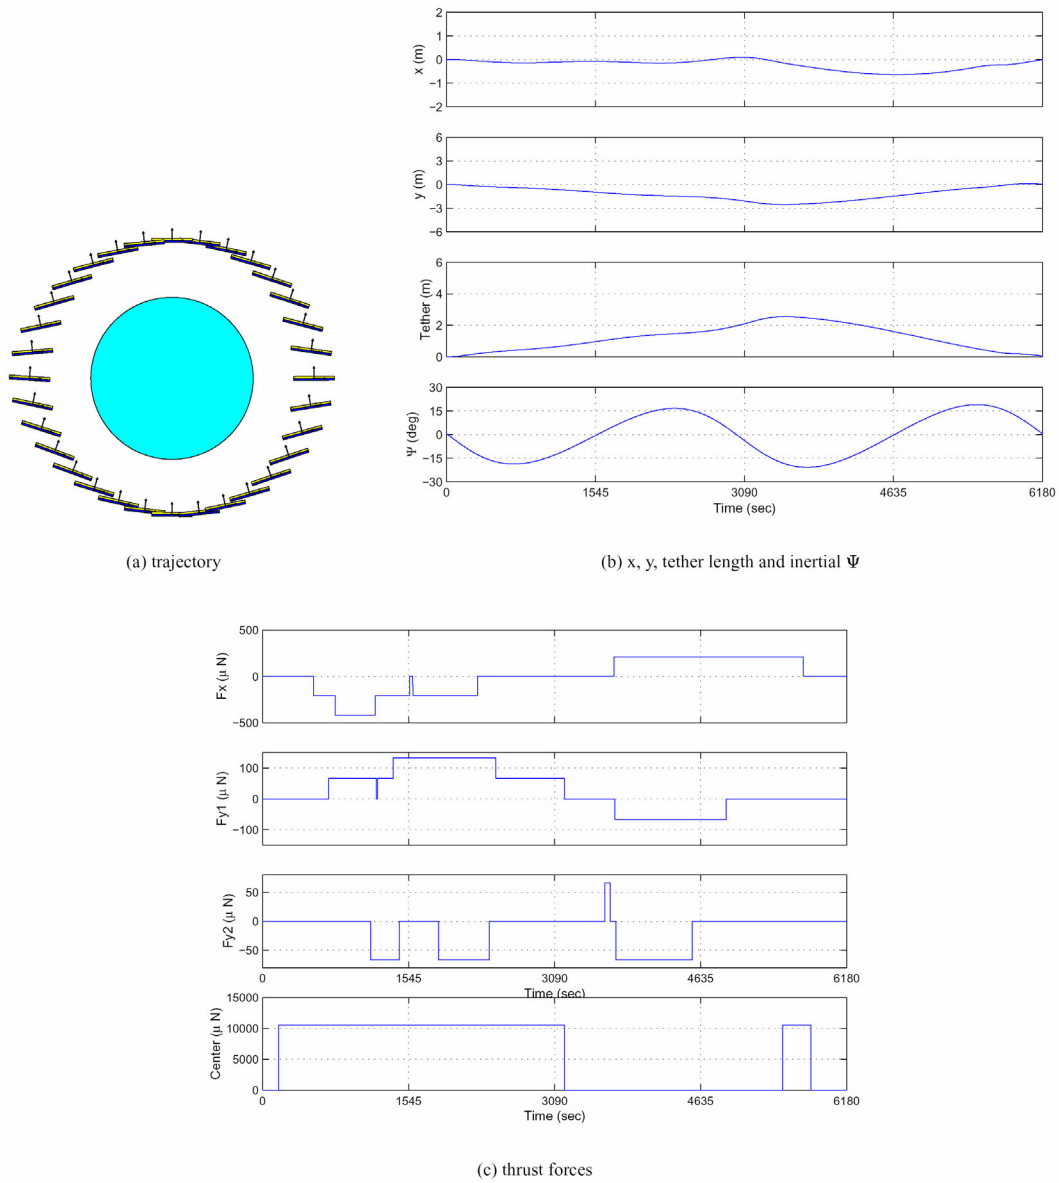 2
1
0
−1
−2
x (m)
6
3
0
−3
−6
y (m)
6
4
2
0
Tether (m)
30
15
0
−15
−30
Ψ (deg)
0 1545 3090 4635 6180
Time (sec)
(a) trajectory
(b) x, y, tether length and inertial Ψ
500
0
−500
Fx (μ N)
100
0
−100
Fy1 (μ N)
50
0
−50
Fy2 (μ N)
0 1545 3090 4635 6180
Time (sec)
15000
10000
5000
0
Center (μ N)
0 1545 3090 4635 6180
Time (sec)
(c) thrust forces